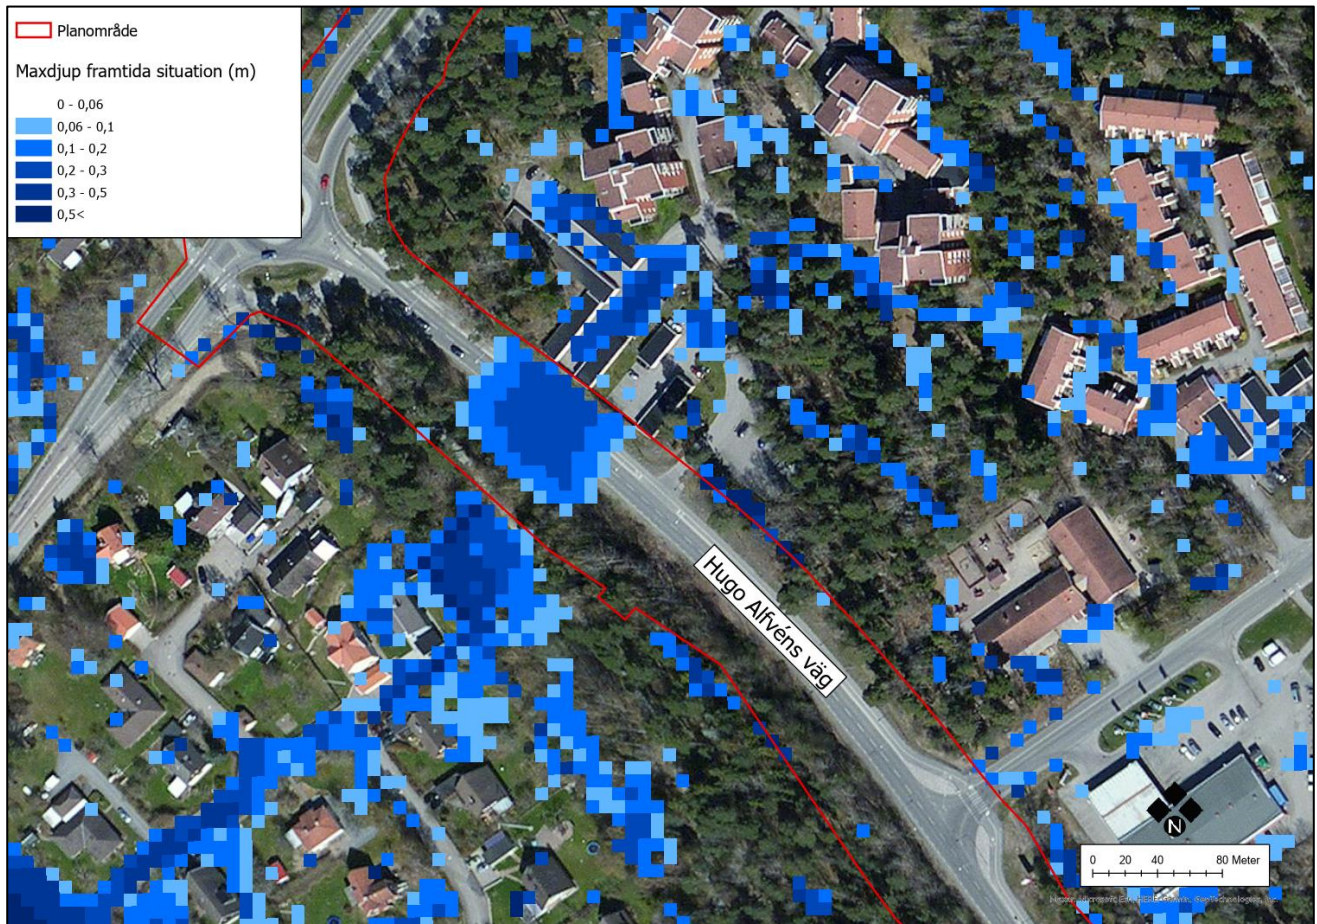 Planområde
Maxdjup framtida situation (m)
0 - 0,06
0,06 - 0,1
0,1 - 0,2
0,2 - 0,3
0,3 - 0,5
0,5<
Hugo Alfvéns väg
N
0 20 40 80 Meter